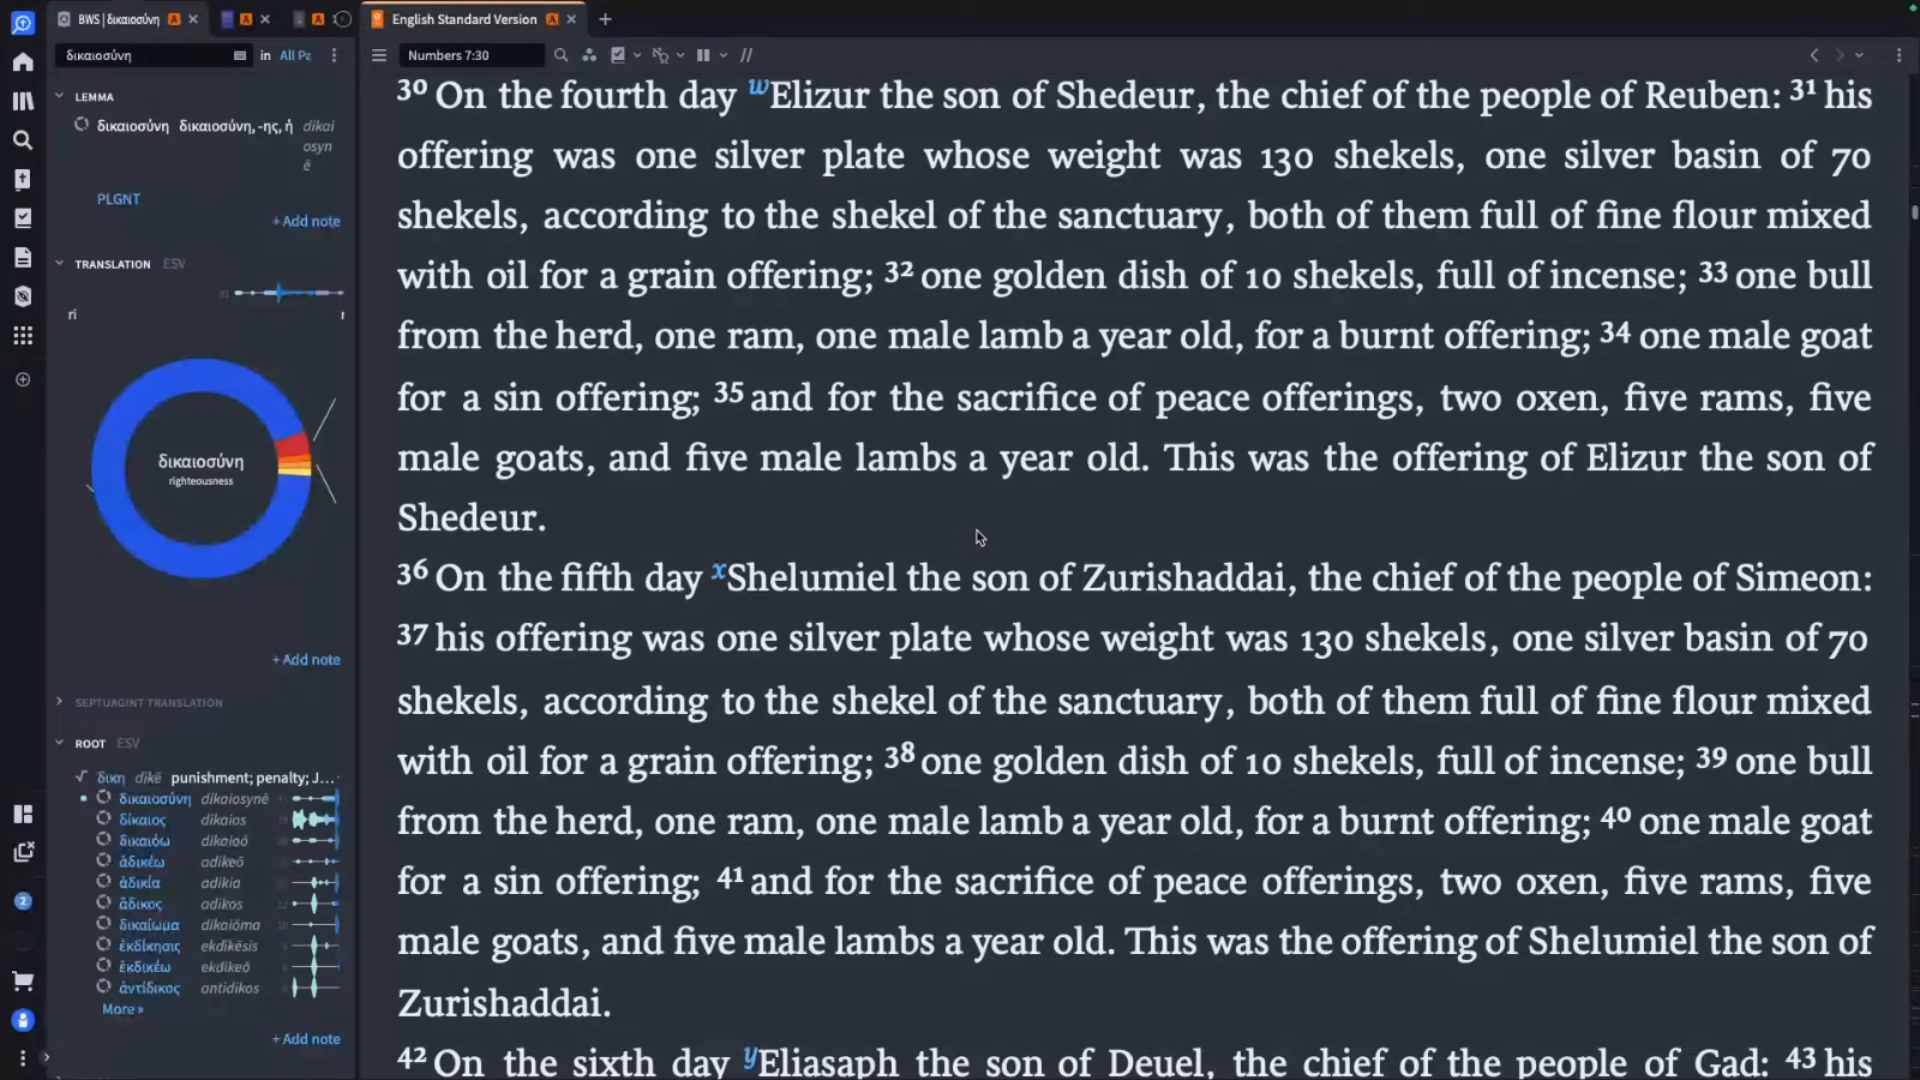 BWS | δικαιοσύνη A
A
A
δικαιοσύνη in All Pa
LEMMA
δικαιοσύνη δικαιοσύνη, -ης, ἡ dikai
osyn
ē
PLGNT
+ Add note
TRANSLATION ESV
91
ri r
δικαιοσύνη
righteousness
+ Add note
SEPTUAGINT TRANSLATION
ROOT ESV
√ δικη dikē punishment; penalty; J…
δικαιοσύνη dikaiosynē 91
δίκαιος dikaios 79
δικαιόω dikaioō
ἀδικέω adikeō
ἀδικία adikia
ἄδικος adikos 12
δικαίωμα dikaiōma 10
ἐκδίκησις ekdikēsis
ἐκδικέω ekdikeō
ἀντίδικος antidikos
More »
+ Add note
2
English Standard Version A
Numbers 7:30
30 On the fourth day wElizur the son of Shedeur, the chief of the people of Reuben: 31 his
offering was one silver plate whose weight was 130 shekels, one silver basin of 70
shekels, according to the shekel of the sanctuary, both of them full of fine flour mixed
with oil for a grain offering; 32 one golden dish of 10 shekels, full of incense; 33 one bull
from the herd, one ram, one male lamb a year old, for a burnt offering; 34 one male goat
for a sin offering; 35 and for the sacrifice of peace offerings, two oxen, five rams, five
male goats, and five male lambs a year old. This was the offering of Elizur the son of
Shedeur.
36 On the fifth day xShelumiel the son of Zurishaddai, the chief of the people of Simeon:
37 his offering was one silver plate whose weight was 130 shekels, one silver basin of 70
shekels, according to the shekel of the sanctuary, both of them full of fine flour mixed
with oil for a grain offering; 38 one golden dish of 10 shekels, full of incense; 39 one bull
from the herd, one ram, one male lamb a year old, for a burnt offering; 40 one male goat
for a sin offering; 41 and for the sacrifice of peace offerings, two oxen, five rams, five
male goats, and five male lambs a year old. This was the offering of Shelumiel the son of
Zurishaddai.
42 On the sixth day yEliasaph the son of Deuel, the chief of the people of Gad: 43 his